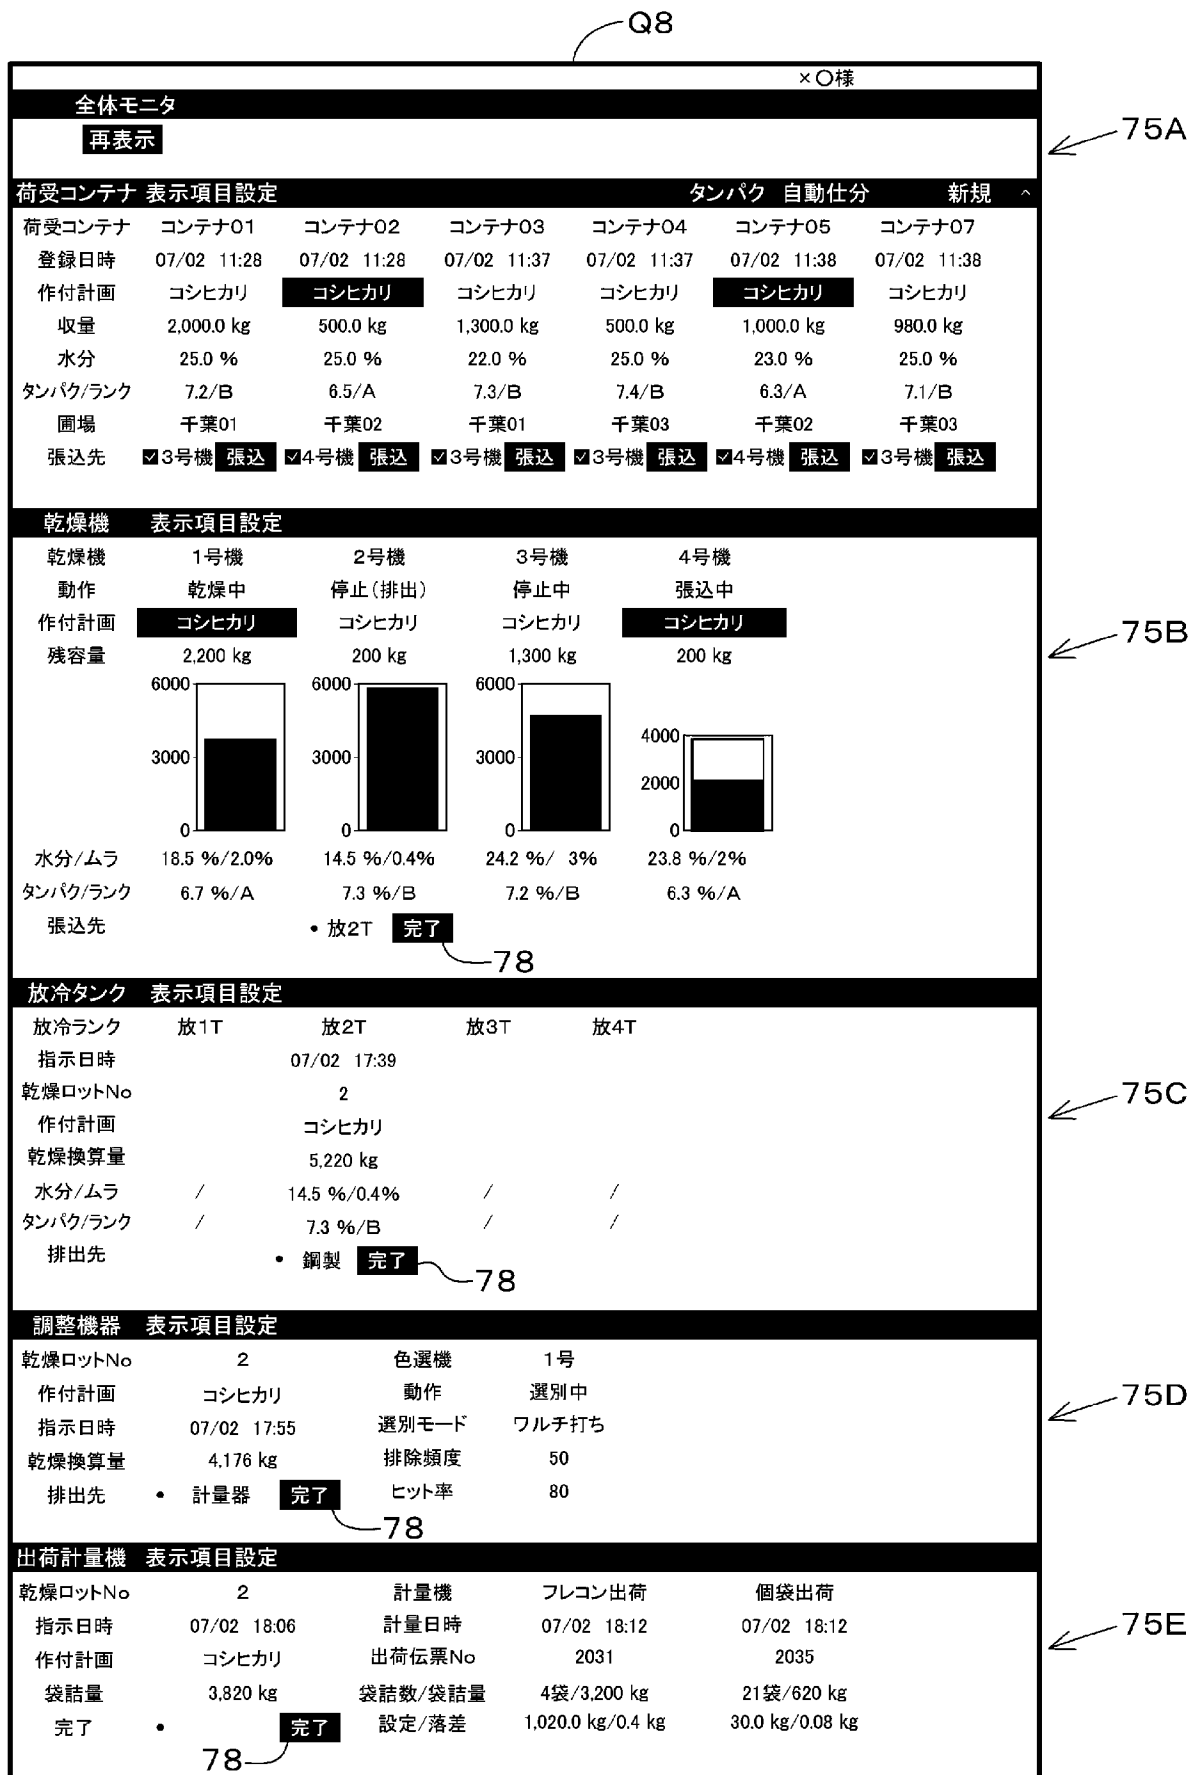 Q8
×〇様
全体モニタ
再表示
75A
荷受コンテナ 表示項目設定 タンパク 自動仕分 新規 ^
荷受コンテナ コンテナ01 コンテナ02 コンテナ03 コンテナ04 コンテナ05 コンテナ07
登録日時 07/02 11:28 07/02 11:28 07/02 11:37 07/02 11:37 07/02 11:38 07/02 11:38
作付計画 コシヒカリ コシヒカリ コシヒカリ コシヒカリ コシヒカリ コシヒカリ
収量 2,000.0 kg 500.0 kg 1,300.0 kg 500.0 kg 1,000.0 kg 980.0 kg
水分 25.0 % 25.0 % 22.0 % 25.0 % 23.0 % 25.0 %
タンパク/ランク 7.2/B 6.5/A 7.3/B 7.4/B 6.3/A 7.1/B
圃場 千葉01 千葉02 千葉01 千葉03 千葉02 千葉03
張込先 ☑3号機 張込 ☑4号機 張込 ☑3号機 張込 ☑3号機 張込 ☑4号機 張込 ☑3号機 張込
乾燥機 表示項目設定
乾燥機 1号機 2号機 3号機 4号機
動作 乾燥中 停止(排出) 停止中 張込中
作付計画 コシヒカリ コシヒカリ コシヒカリ コシヒカリ
75B
残容量 2,200 kg 200 kg 1,300 kg 200 kg
6000 6000 6000
4000
3000 3000 3000
2000
0 0 0 0
水分/ムラ 18.5 %/2.0% 14.5 %/0.4% 24.2 %/ 3% 23.8 %/2%
タンパク/ランク 6.7 %/A 7.3 %/B 7.2 %/B 6.3 %/A
張込先 • 放2T 完了
78
放冷タンク 表示項目設定
放冷ランク 放1T 放2T 放3T 放4T
指示日時 07/02 17:39
乾燥ロットNo 2
75C
作付計画 コシヒカリ
乾燥換算量 5,220 kg
水分/ムラ / 14.5 %/0.4% / /
タンパク/ランク / 7.3 %/B / /
排出先 • 鋼製 完了
78
調整機器 表示項目設定
乾燥ロットNo 2 色選機 1号
作付計画 コシヒカリ 動作 選別中
75D
指示日時 07/02 17:55 選別モード ワルチ打ち
乾燥換算量 4,176 kg 排除頻度 50
排出先 • 計量器 完了 ヒット率 80
78
出荷計量機 表示項目設定
乾燥ロットNo 2 計量機 フレコン出荷 個袋出荷
指示日時 07/02 18:06 計量日時 07/02 18:12 07/02 18:12
75E
作付計画 コシヒカリ 出荷伝票No 2031 2035
袋詰量 3,820 kg 袋詰数/袋詰量 4袋/3,200 kg 21袋/620 kg
完了 • 完了 設定/落差 1,020.0 kg/0.4 kg 30.0 kg/0.08 kg
78